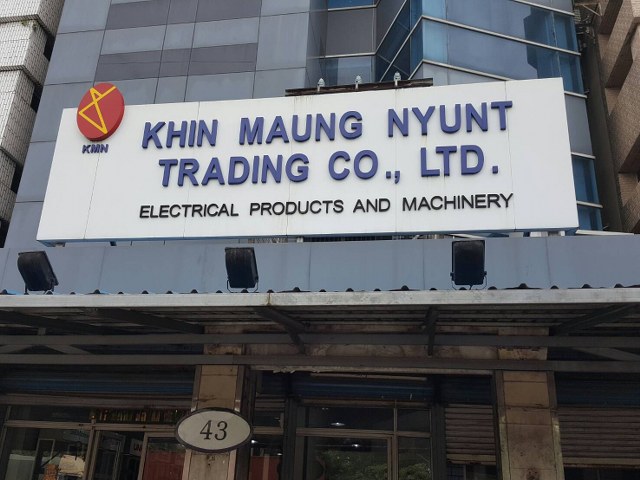 KMN
KHIN MAUNG NYUNT
TRADING CO., LTD.
ELECTRICAL PRODUCTS AND MACHINERY
43